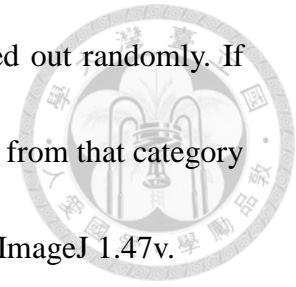 ed out randomly. If
from that category
ImageJ 1.47v.